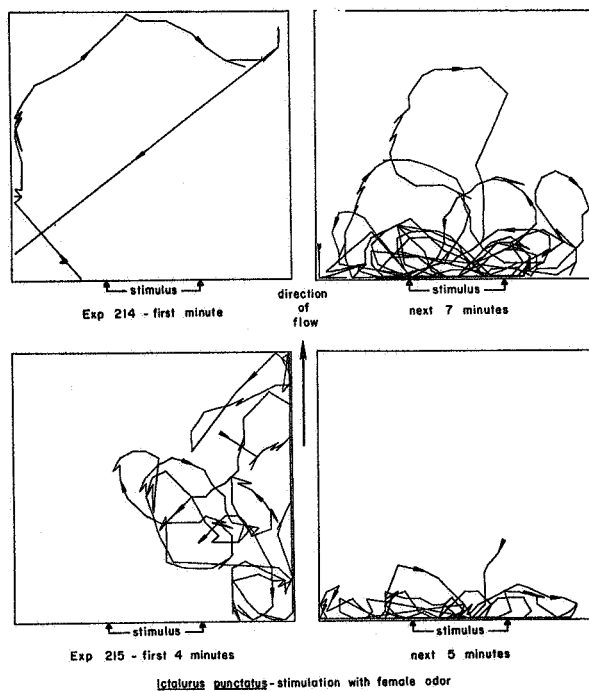 stimulus
stimulus
Exp 214 - first minute
direction
of
flow
next 7 minutes
stimulus
stimulus
Exp 215 - first 4 minutes
next 5 minutes
Ictalurus punctatus - stimulation with female odor